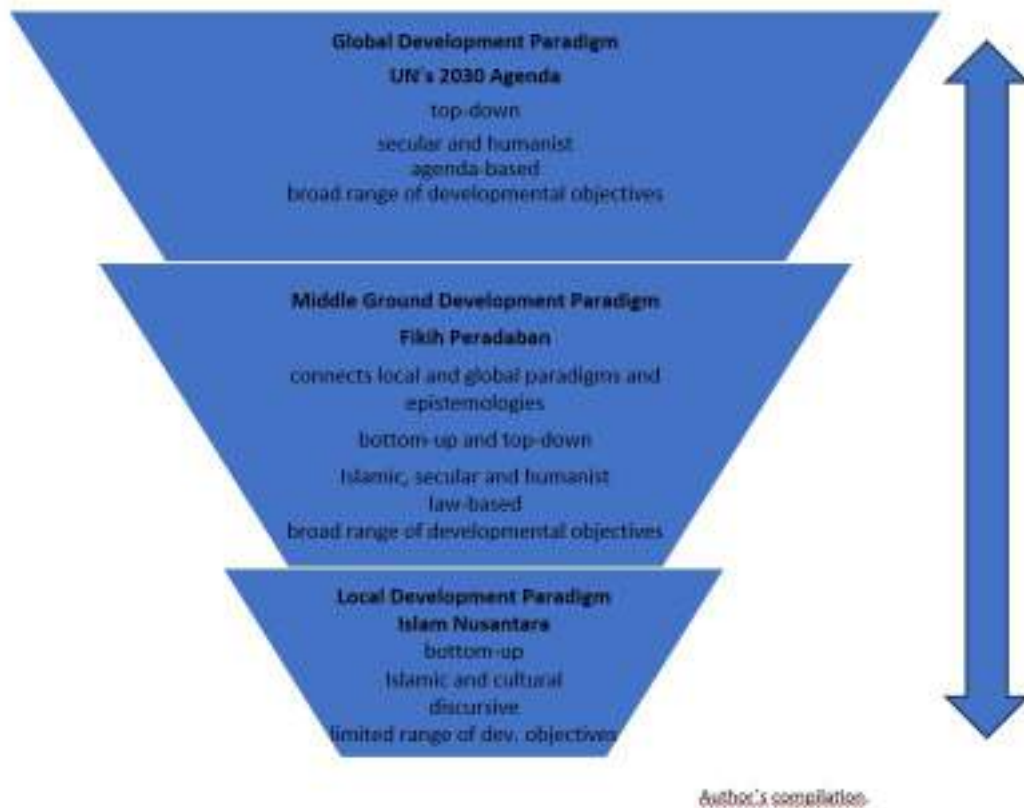 Global Development Paradigm
UN's 2030 Agenda
top-down
secular and humanist
agenda-based
broad range of developmental objectives
Middle Ground Development Paradigm
Fikih Peradaban
connects local and global paradigms and
epistemologies
bottom-up and top-down
Islamic, secular and humanist
law-based
broad range of developmental objectives
Local Development Paradigm
Islam Nusantara
bottom-up
Islamic and cultural
discursive
limited range of dev. objectives
Author's compilation.